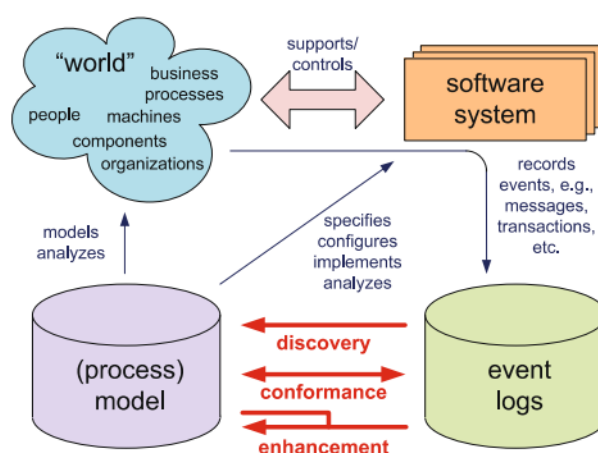 “world”
business
processes
people
machines
components
organizations
supports/
controls
software
system
records
events, e.g.,
messages,
transactions,
etc.
models
analyzes
specifies
configures
implements
analyzes
(process)
model
discovery
conformance
enhancement
event
logs